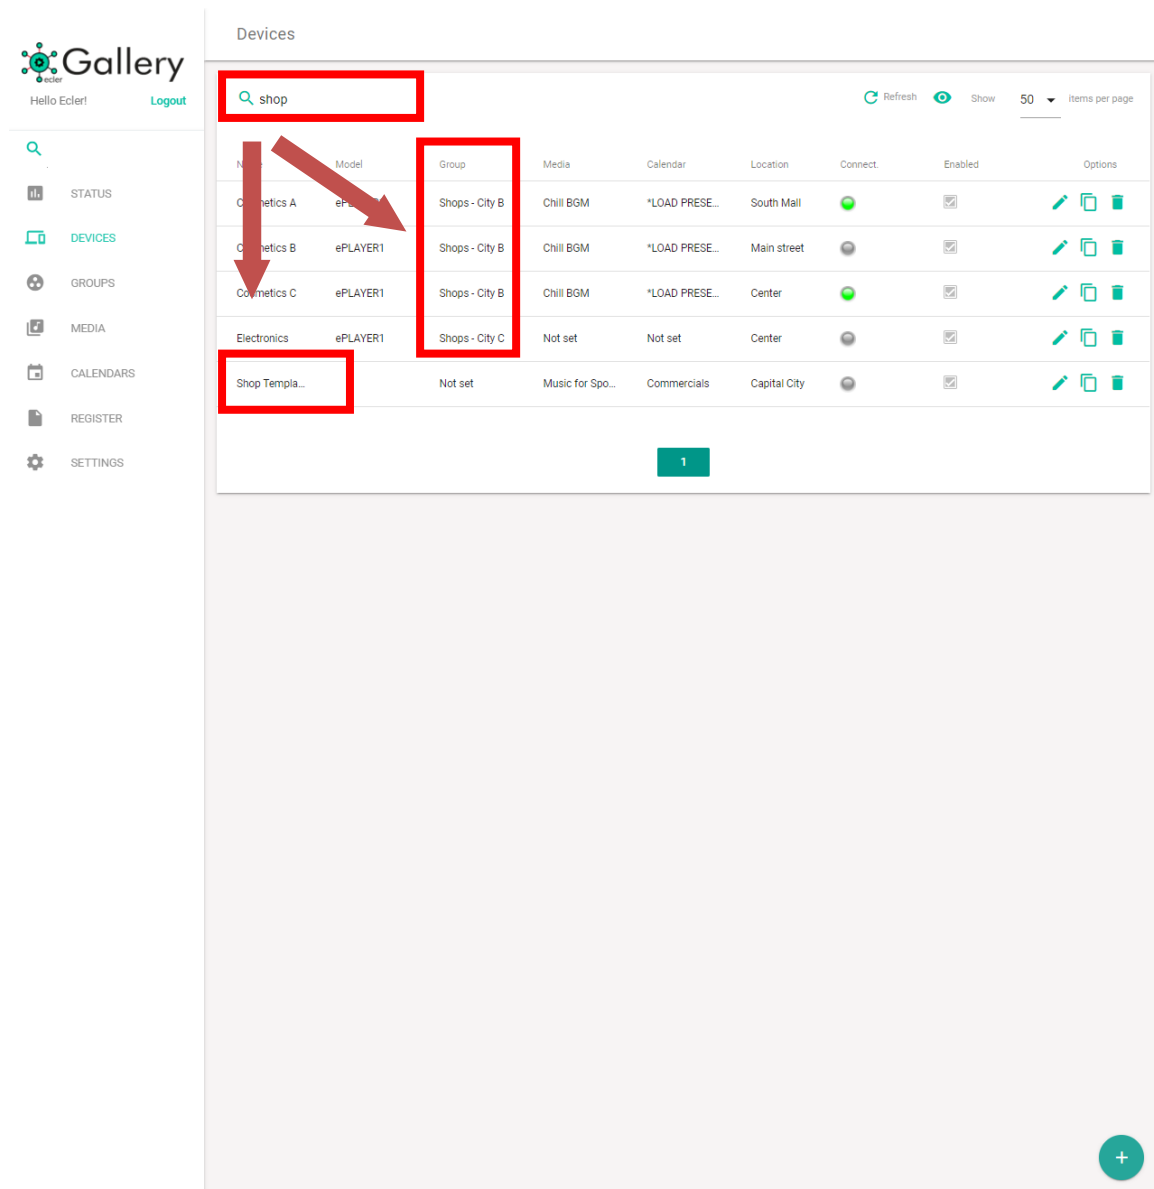 Devices
Gallery
ecler
Hello Ecler!
Logout
shop
Refresh
Show
50
items per page
Model
Group
Media
Calendar
Location
Connect.
Enabled
Options
Shops - City B
Chill BGM
*LOAD PRESE...
South Mall
ePLAYER1
Shops - City B
Chill BGM
*LOAD PRESE...
Main street
ePLAYER1
Shops - City B
Chill BGM
*LOAD PRESE...
Center
Electronics
ePLAYER1
Shops - City C
Not set
Not set
Center
Shop Templa...
Not set
Music for Spo...
Commercials
Capital City
1
STATUS
DEVICES
GROUPS
MEDIA
CALENDARS
REGISTER
SETTINGS